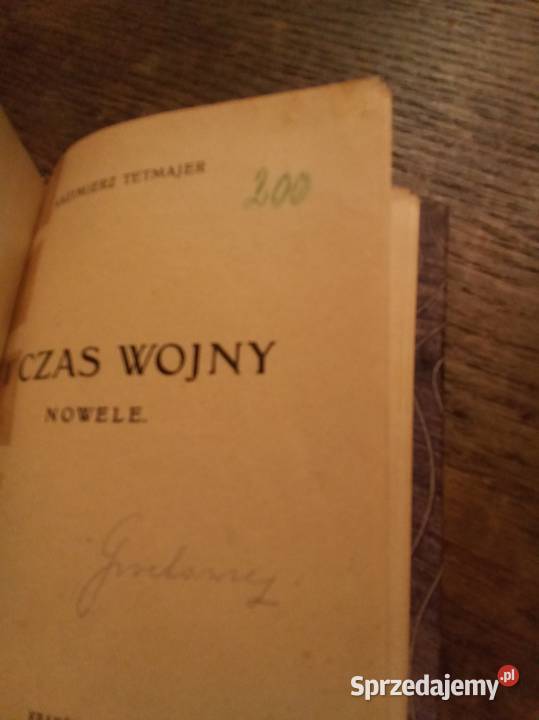 AZIMIERZ TETMAJER
200
CZAS WOJNY
NOWELE.
Sprzedajemy.pl